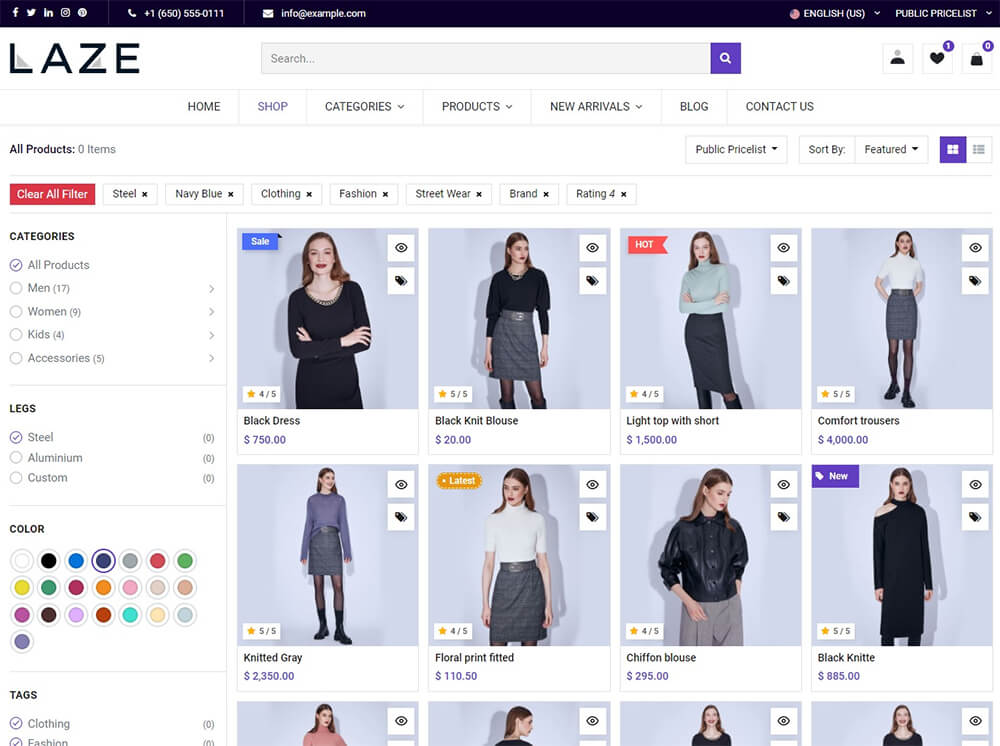 +1 (650) 555-0111 info@example.com ENGLISH (US) PUBLIC PRICELIST
LAZE Search... 1 0
HOME SHOP CATEGORIES PRODUCTS NEW ARRIVALS BLOG CONTACT US
All Products: 0 Items Public Pricelist Sort By: Featured
Clear All Filter Steel × Navy Blue × Clothing × Fashion × Street Wear × Brand × Rating 4 ×
CATEGORIES
All Products
Men (17)
Women (9)
Kids (4)
Accessories (5)
LEGS
Steel (0)
Aluminium (0)
Custom (0)
COLOR
TAGS
Clothing (0)
Fashion (0)
Sale
4 / 5
Black Dress
$ 750.00
5 / 5
Black Knit Blouse
$ 20.00
HOT
4 / 5
Light top with short
$ 1,500.00
5 / 5
Comfort trousers
$ 4,000.00
5 / 5
Knitted Gray
$ 2,350.00
Latest
4 / 5
Floral print fitted
$ 110.50
4 / 5
Chiffon blouse
$ 295.00
New
5 / 5
Black Knitte
$ 885.00